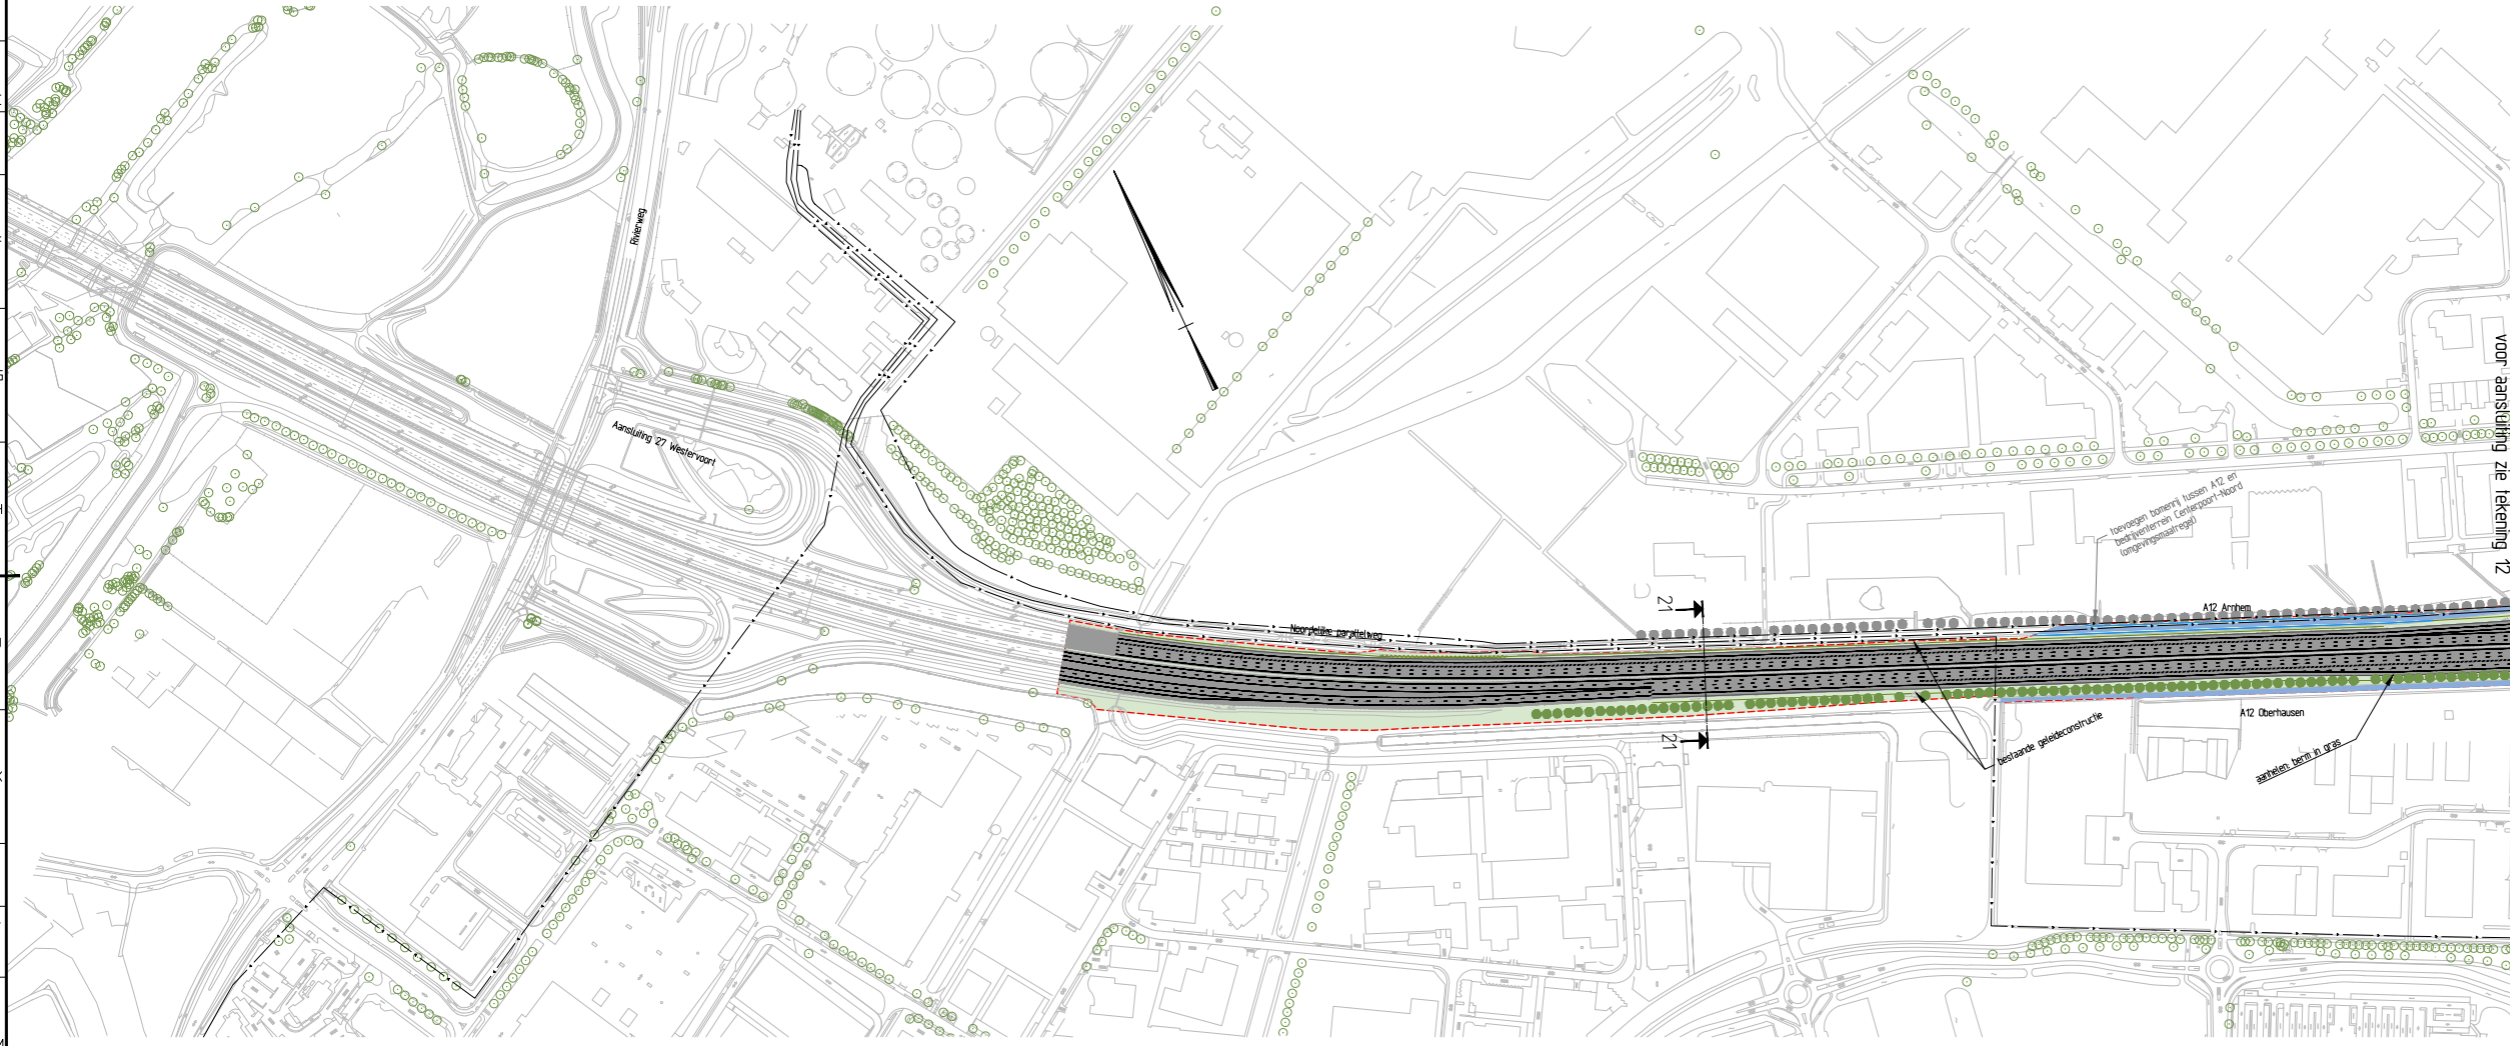 Rivierweg
Aansluiting 27 Westervoort
voor aansluiting zie tekening 12
toevoegen bomenrij tussen A12 en
bedrijventerrein Centerpoort-Noord
(omgevingsmaatregel)
21
A12 Arnhem
Noordelijke parallelweg
21
A12 Oberhausen
bestaande geleideconstructie
aanhelen: berm in gras